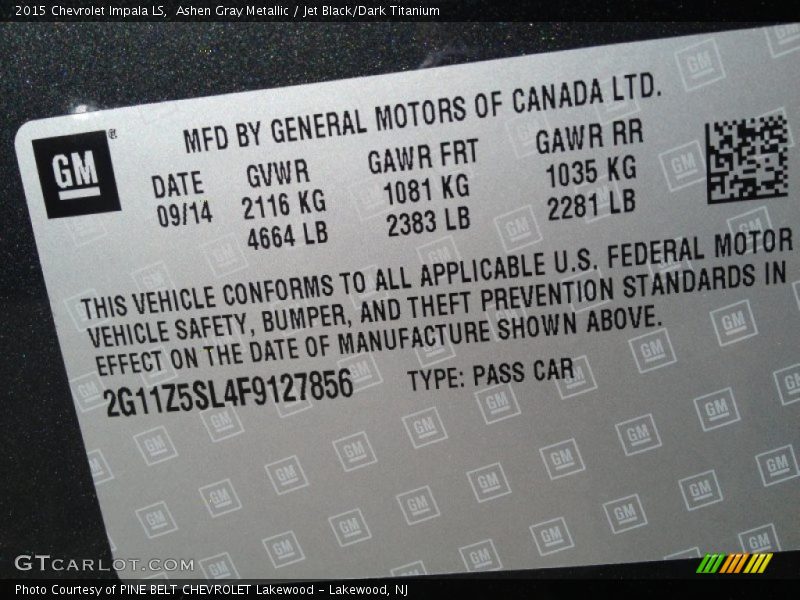 2015 Chevrolet Impala LS,  Ashen Gray Metallic / Jet Black/Dark Titanium
GM®
MFD BY GENERAL MOTORS OF CANADA LTD.
DATE GVWR GAWR FRT GAWR RR
09/14 2116 KG 1081 KG 1035 KG
4664 LB 2383 LB 2281 LB
THIS VEHICLE CONFORMS TO ALL APPLICABLE U.S. FEDERAL MOTOR
VEHICLE SAFETY, BUMPER, AND THEFT PREVENTION STANDARDS IN
EFFECT ON THE DATE OF MANUFACTURE SHOWN ABOVE.
2G11Z5SL4F9127856 TYPE: PASS CAR
GTCarlot.com
Photo Courtesy of PINE BELT CHEVROLET Lakewood - Lakewood, NJ